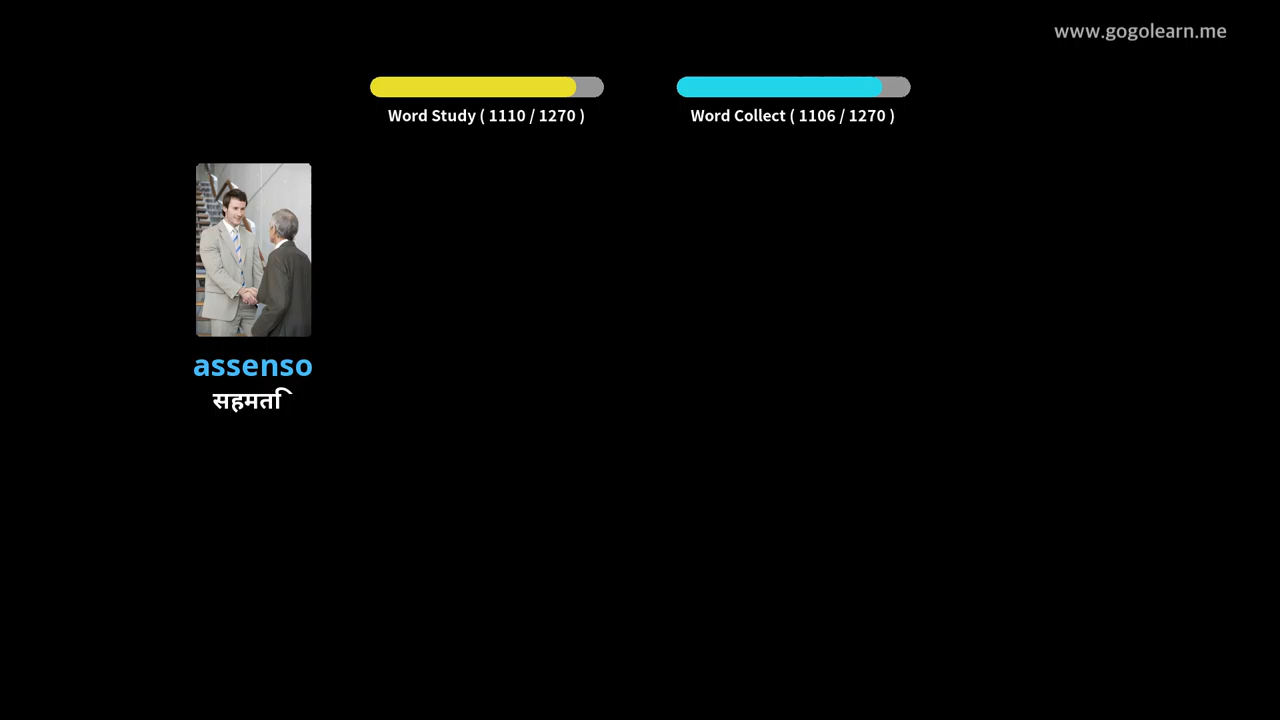 www.gogolearn.me
Word Study ( 1110 / 1270 )
Word Collect ( 1106 / 1270 )
assenso
सहमति